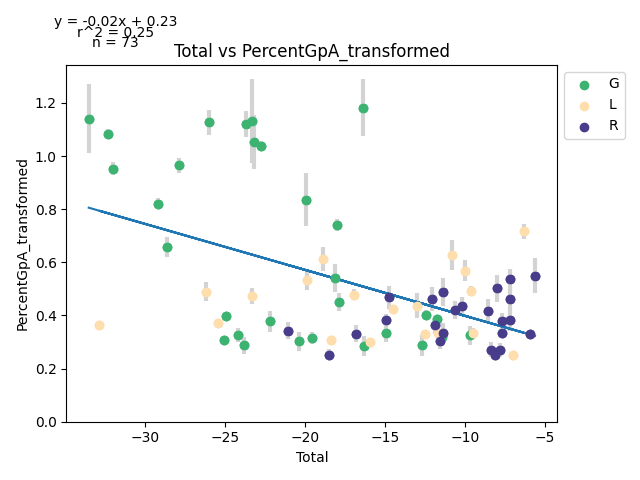 y = -0.02x + 0.23
r^2 = 0.25
n = 73
Total vs PercentGpA_transformed
G
L
R
PercentGpA_transformed
1.2
1.0
0.8
0.6
0.4
0.2
0.0
−30
−25
−20
−15
−10
−5
Total